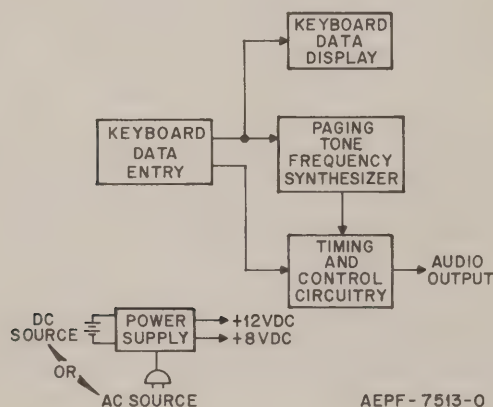 KEYBOARD
DATA
DISPLAY
KEYBOARD
DATA
ENTRY
PAGING
TONE
FREQUENCY
SYNTHESIZER
TIMING
AND
CONTROL
CIRCUITRY
AUDIO
OUTPUT
DC
SOURCE
POWER
SUPPLY
+12VDC
+8VDC
OR
AC SOURCE
AEPF-7513-O